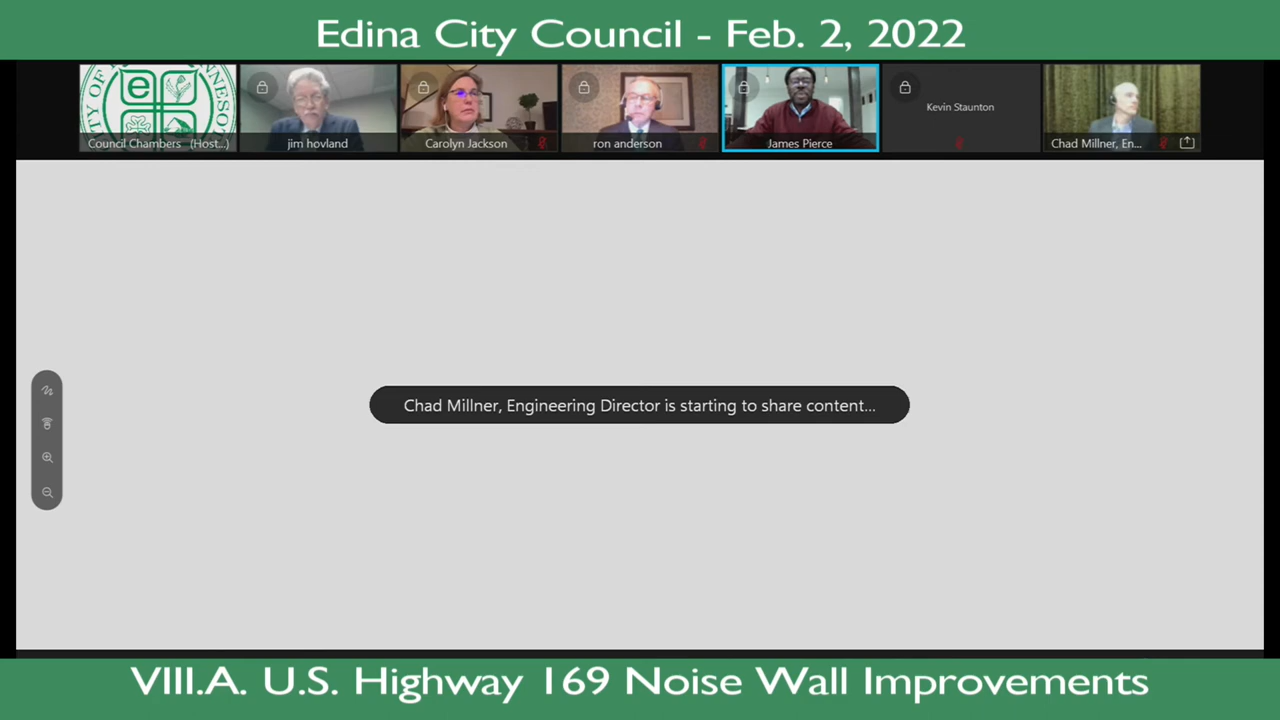 Edina City Council - Feb. 2, 2022
e
Council Chambers (Host...)
jim hovland
Carolyn Jackson
ron anderson
James Pierce
Kevin Staunton
Chad Millner, En...
Chad Millner, Engineering Director is starting to share content...
VIII.A. U.S. Highway 169 Noise Wall Improvements